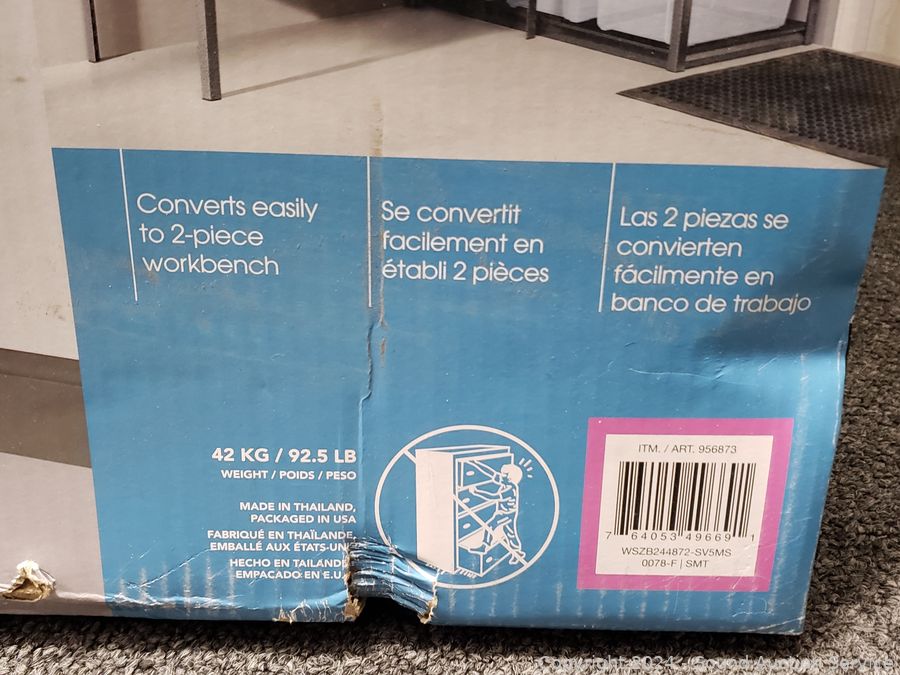 Converts easily
to 2-piece
workbench
Se convertit
facilement en
établi 2 pièces
Las 2 piezas se
convierten
fácilmente en
banco de trabajo
42 KG / 92.5 LB
WEIGHT / POIDS / PESO
MADE IN THAILAND,
PACKAGED IN USA
FABRIQUÉ EN THAÏLANDE,
EMBALLÉ AUX ÉTATS-UNIS
HECHO EN TAILANDIA,
EMPACADO EN E.U.
ITM. / ART. 956873
7 64053 49669 1
WSZB244872-SV5MS
0078-F | SMT
Copyright 2024 - Sound Auction Service